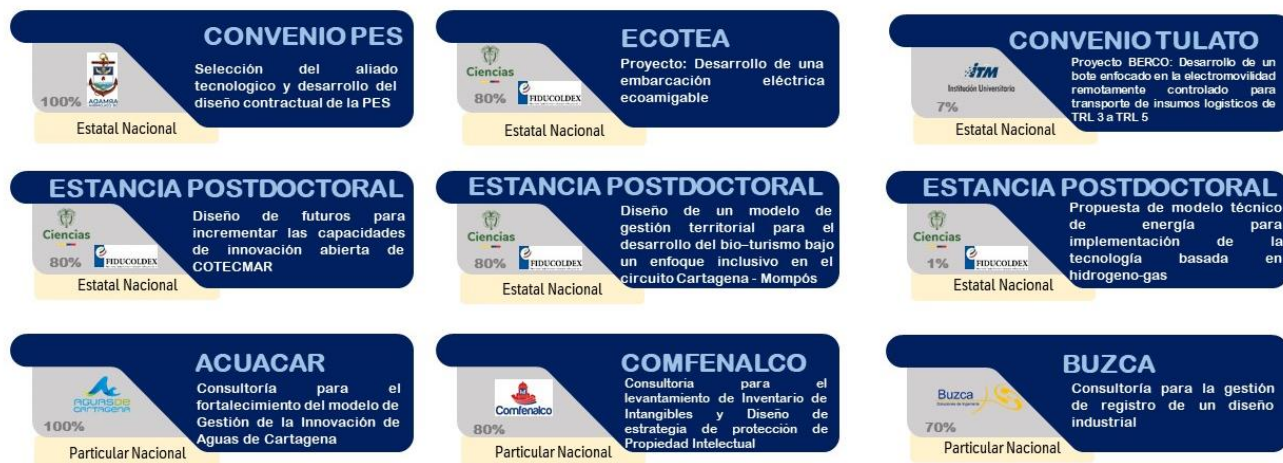 CONVENIO PES
Selección del aliado
tecnologico y desarrollo del
diseño contractual de la PES
100%
Estatal Nacional
ECOTEA
Proyecto: Desarrollo de una
embarcación eléctrica
ecoamigable
Ciencias
80%
FIDUCOLDEX
Estatal Nacional
CONVENIO TULATO
Proyecto BERCO: Desarrollo de un
bote enfocado en la electromovilidad
remotamente controlado para
transporte de insumos logisticos de
TRL 3 a TRL 5
iTM
Institución Universitaria
7%
Estatal Nacional
ESTANCIA POSTDOCTORAL
Diseño de futuros para
incrementar las capacidades
de innovación abierta de
COTECMAR
Ciencias
80%
FIDUCOLDEX
Estatal Nacional
ESTANCIA POSTDOCTORAL
Diseño de un modelo de
gestión territorial para el
desarrollo del bio–turismo bajo
un enfoque inclusivo en el
circuito Cartagena - Mompós
Ciencias
80%
FIDUCOLDEX
Estatal Nacional
ESTANCIA POSTDOCTORAL
Propuesta de modelo técnico
de energía para
implementación de la
tecnología basada en
hidrogeno-gas
Ciencias
1%
FIDUCOLDEX
Estatal Nacional
ACUACAR
Consultoría para el
fortalecimiento del modelo de
Gestión de la Innovación de
Aguas de Cartagena
AGUAS DE
CARTAGENA
100%
Particular Nacional
COMFENALCO
Consultoria para el
levantamiento de Inventario de
Intangibles y Diseño de
estrategia de protección de
Propiedad Intelectual
Comfenalco
80%
Particular Nacional
BUZCA
Consultoría para la gestión
de registro de un diseño
industrial
Buzca
70%
Particular Nacional